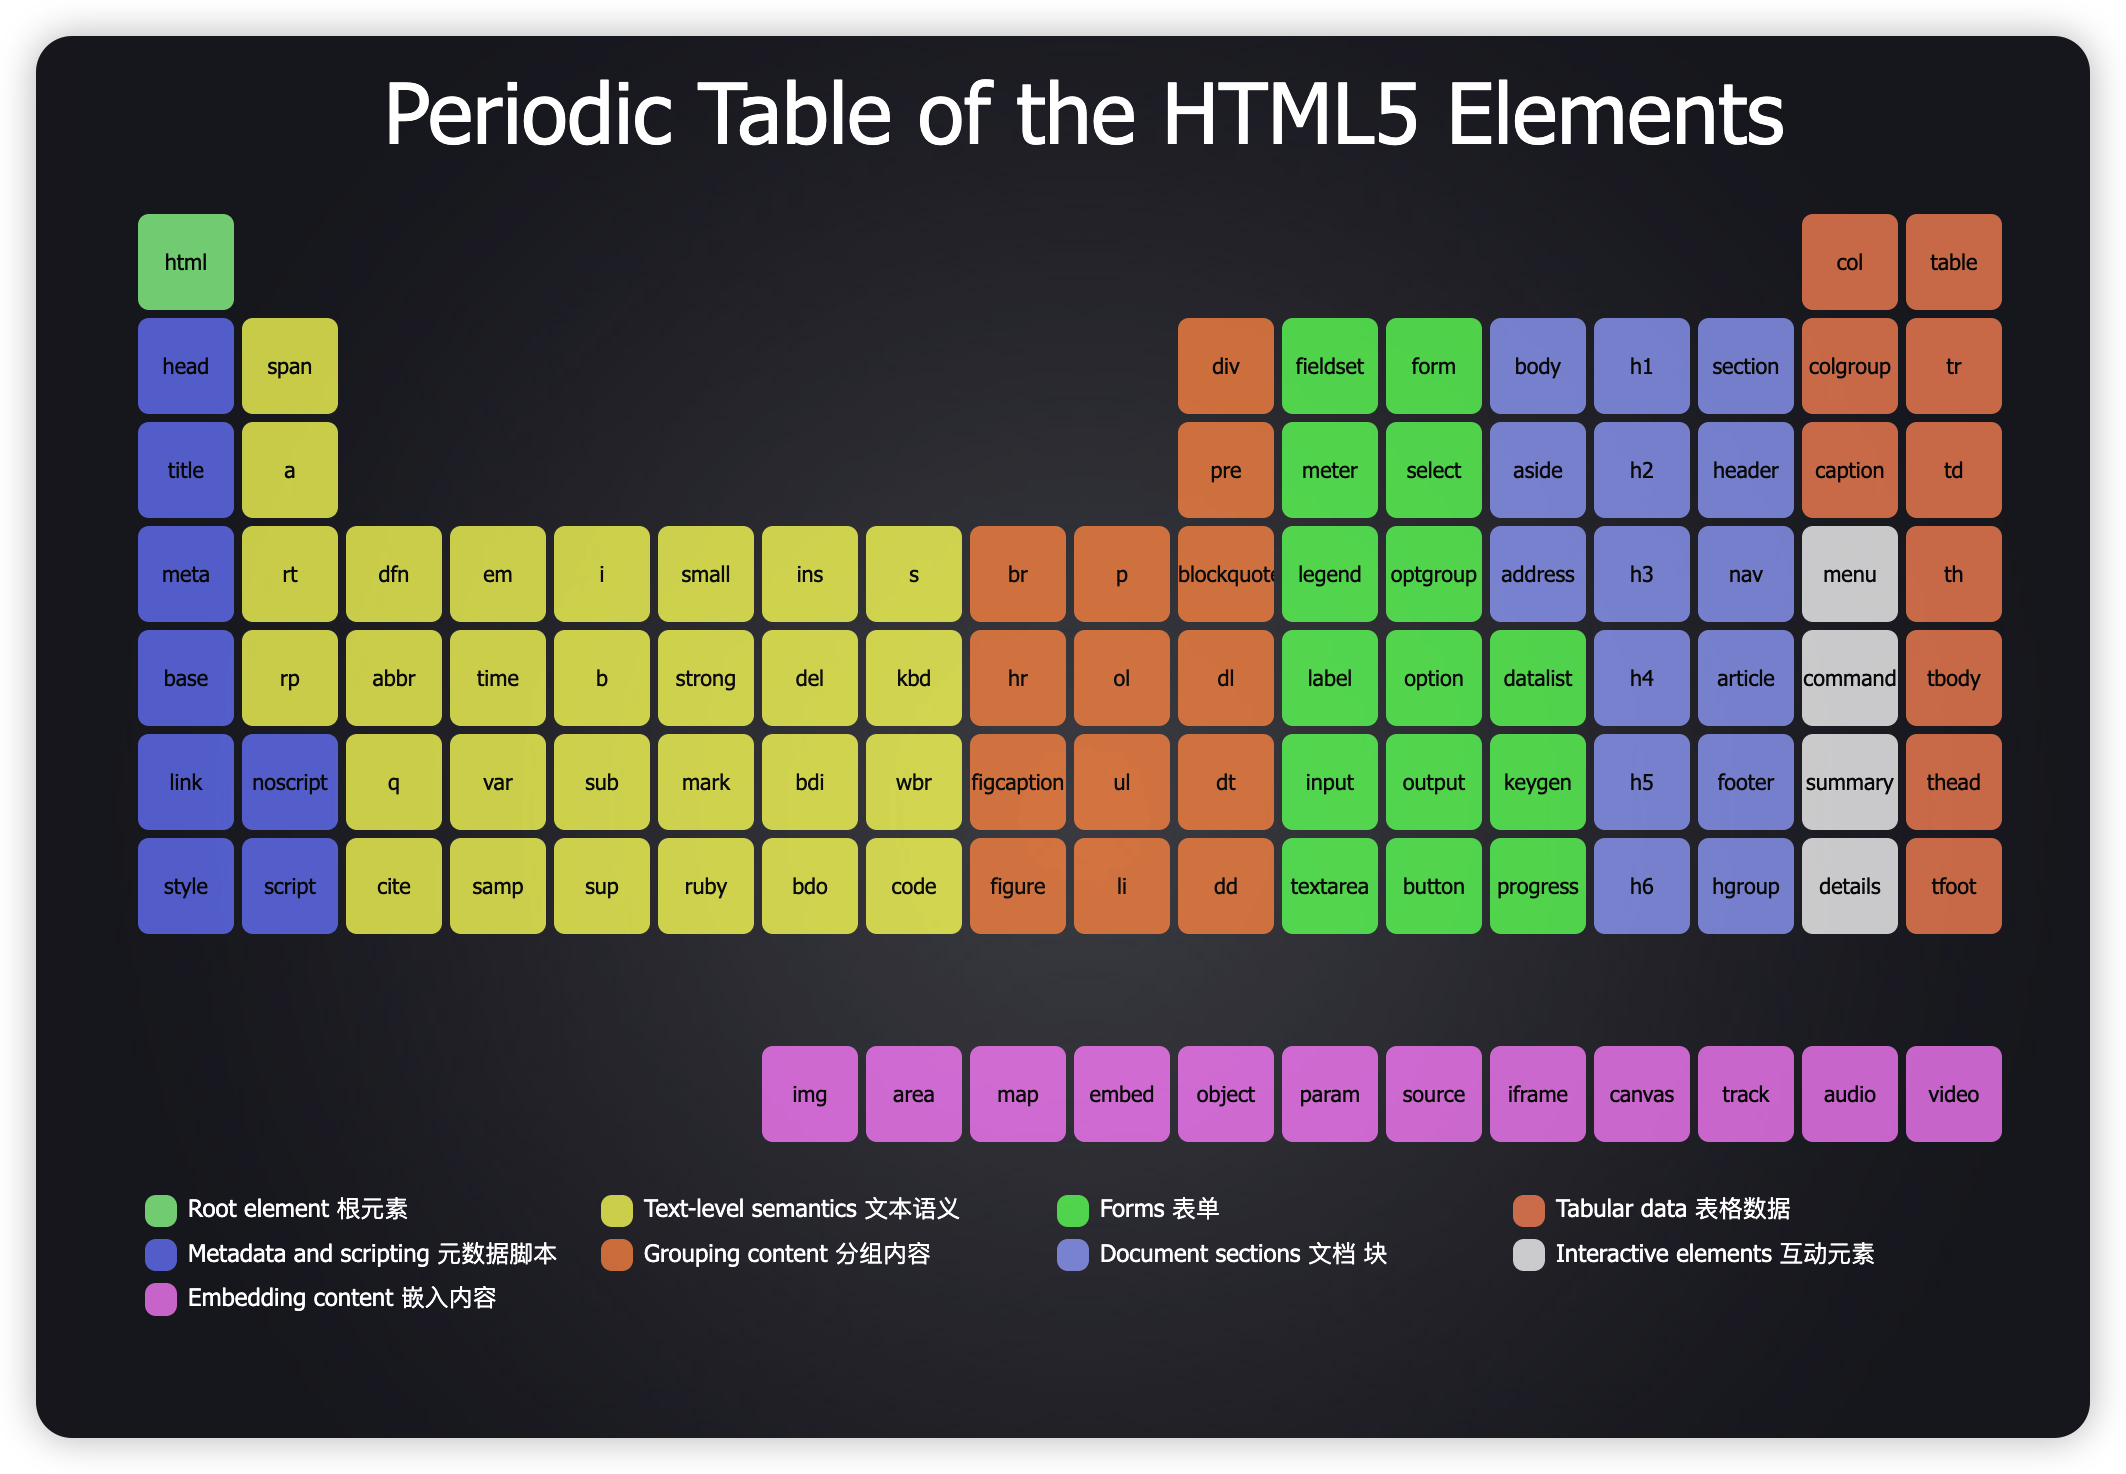 Periodic Table of the HTML5 Elements
html col table
head span div fieldset form body h1 section colgroup tr
title a pre meter select aside h2 header caption td
meta rt dfn em i small ins s br p blockquote legend optgroup address h3 nav menu th
base rp abbr time b strong del kbd hr ol dl label option datalist h4 article command tbody
link noscript q var sub mark bdi wbr figcaption ul dt input output keygen h5 footer summary thead
style script cite samp sup ruby bdo code figure li dd textarea button progress h6 hgroup details tfoot
img area map embed object param source iframe canvas track audio video
Root element 根元素 Text-level semantics 文本语义 Forms 表单 Tabular data 表格数据
Metadata and scripting 元数据脚本 Grouping content 分组内容 Document sections 文档 块 Interactive elements 互动元素
Embedding content 嵌入内容